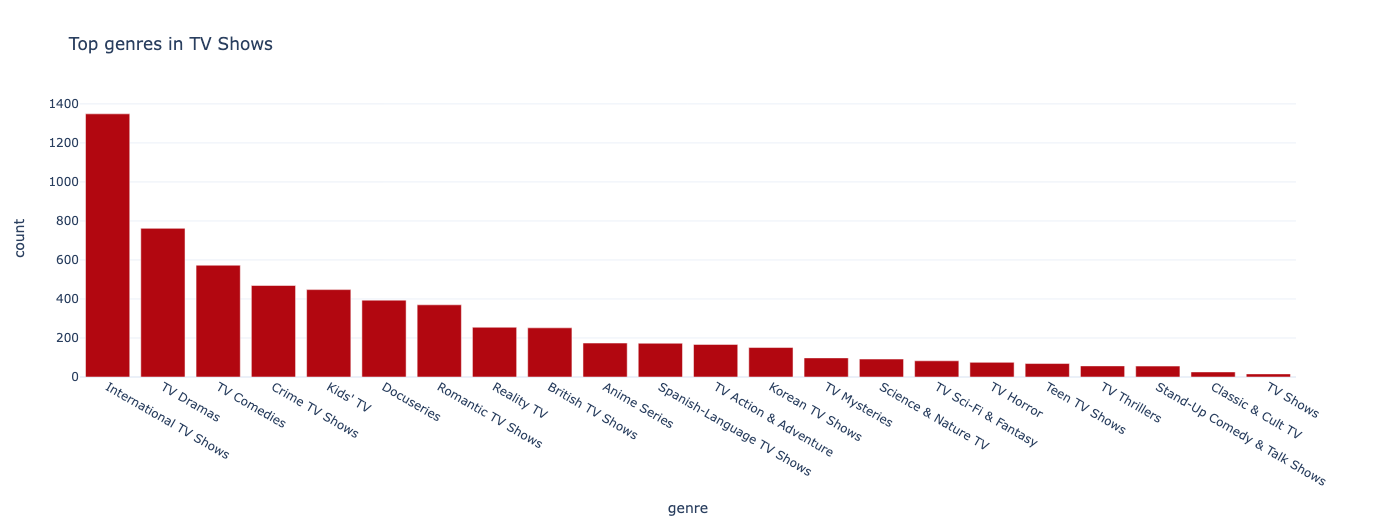 Top genres in TV Shows
count
1400
1200
1000
800
600
400
200
0
International TV Shows
TV Dramas
TV Comedies
Crime TV Shows
Kids' TV
Docuseries
Romantic TV Shows
Reality TV
British TV Shows
Anime Series
Spanish-Language TV Shows
TV Action & Adventure
Korean TV Shows
TV Mysteries
Science & Nature TV
TV Sci-Fi & Fantasy
TV Horror
Teen TV Shows
TV Thrillers
Stand-Up Comedy & Talk Shows
Classic & Cult TV
TV Shows
genre